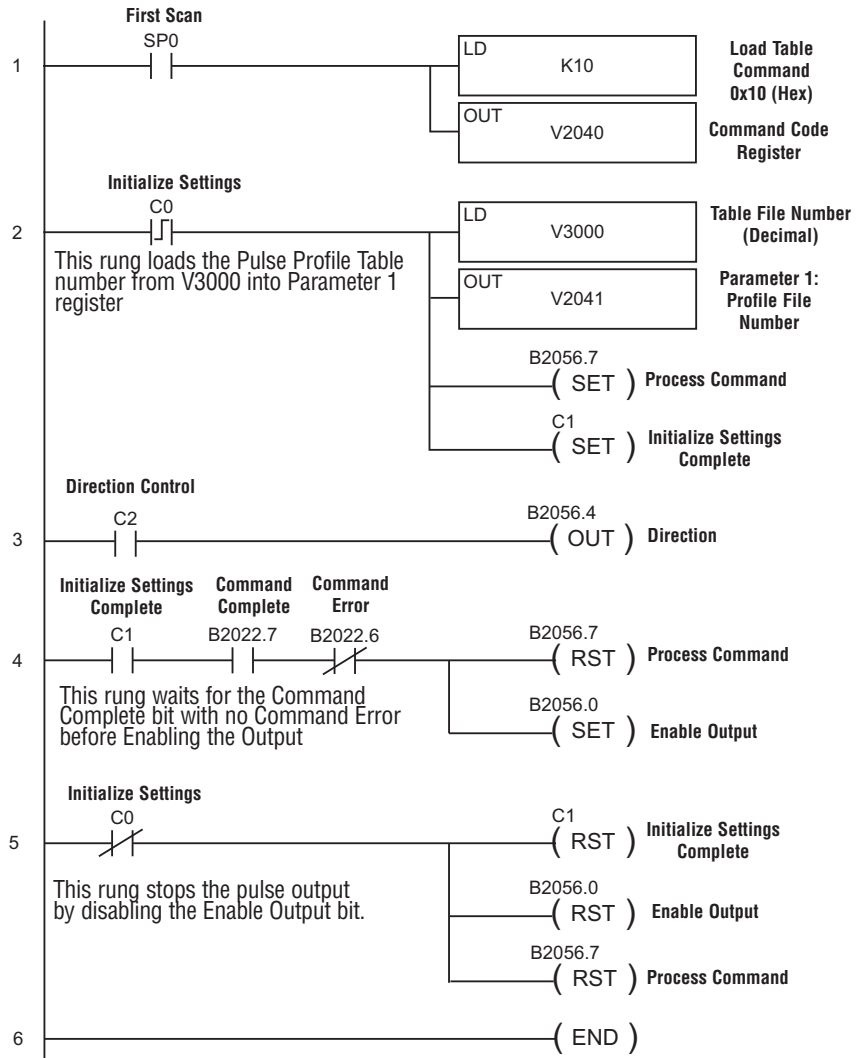 First Scan
SP0
1
LD
K10
Load Table
Command
0x10 (Hex)
OUT
V2040
Command Code
Register
Initialize Settings
C0
2
LD
V3000
Table File Number
(Decimal)
This rung loads the Pulse Profile Table
number from V3000 into Parameter 1
register
OUT
V2041
Parameter 1:
Profile File
Number
B2056.7
( SET )
Process Command
C1
( SET )
Initialize Settings
Complete
Direction Control
C2
3
B2056.4
( OUT )
Direction
Initialize Settings
Complete
Command
Complete
Command
Error
C1
B2022.7
B2022.6
4
B2056.7
( RST )
Process Command
This rung waits for the Command
Complete bit with no Command Error
before Enabling the Output
B2056.0
( SET )
Enable Output
Initialize Settings
C0
5
C1
( RST )
Initialize Settings
Complete
This rung stops the pulse output
by disabling the Enable Output bit.
B2056.0
( RST )
Enable Output
B2056.7
( RST )
Process Command
6
( END )